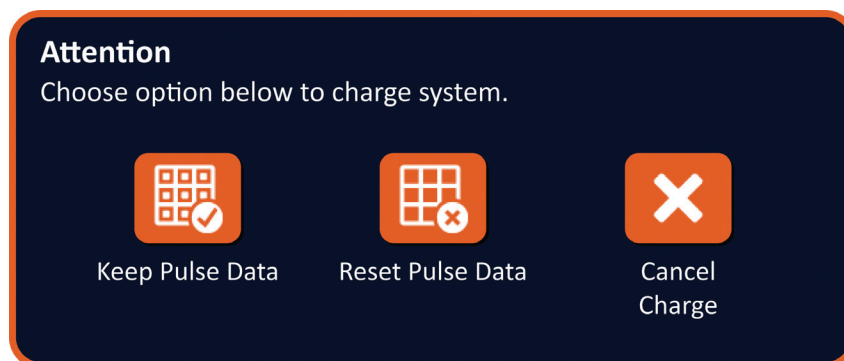 Attention
Choose option below to charge system.
Keep Pulse Data
Reset Pulse Data
Cancel
Charge